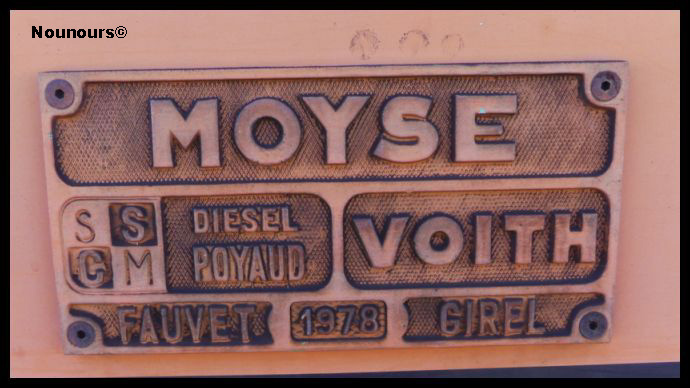 Nounours©
MOYSE
S S
G M
DIESEL
POYAUD
VOITH
FAUVET 1978 GIREL